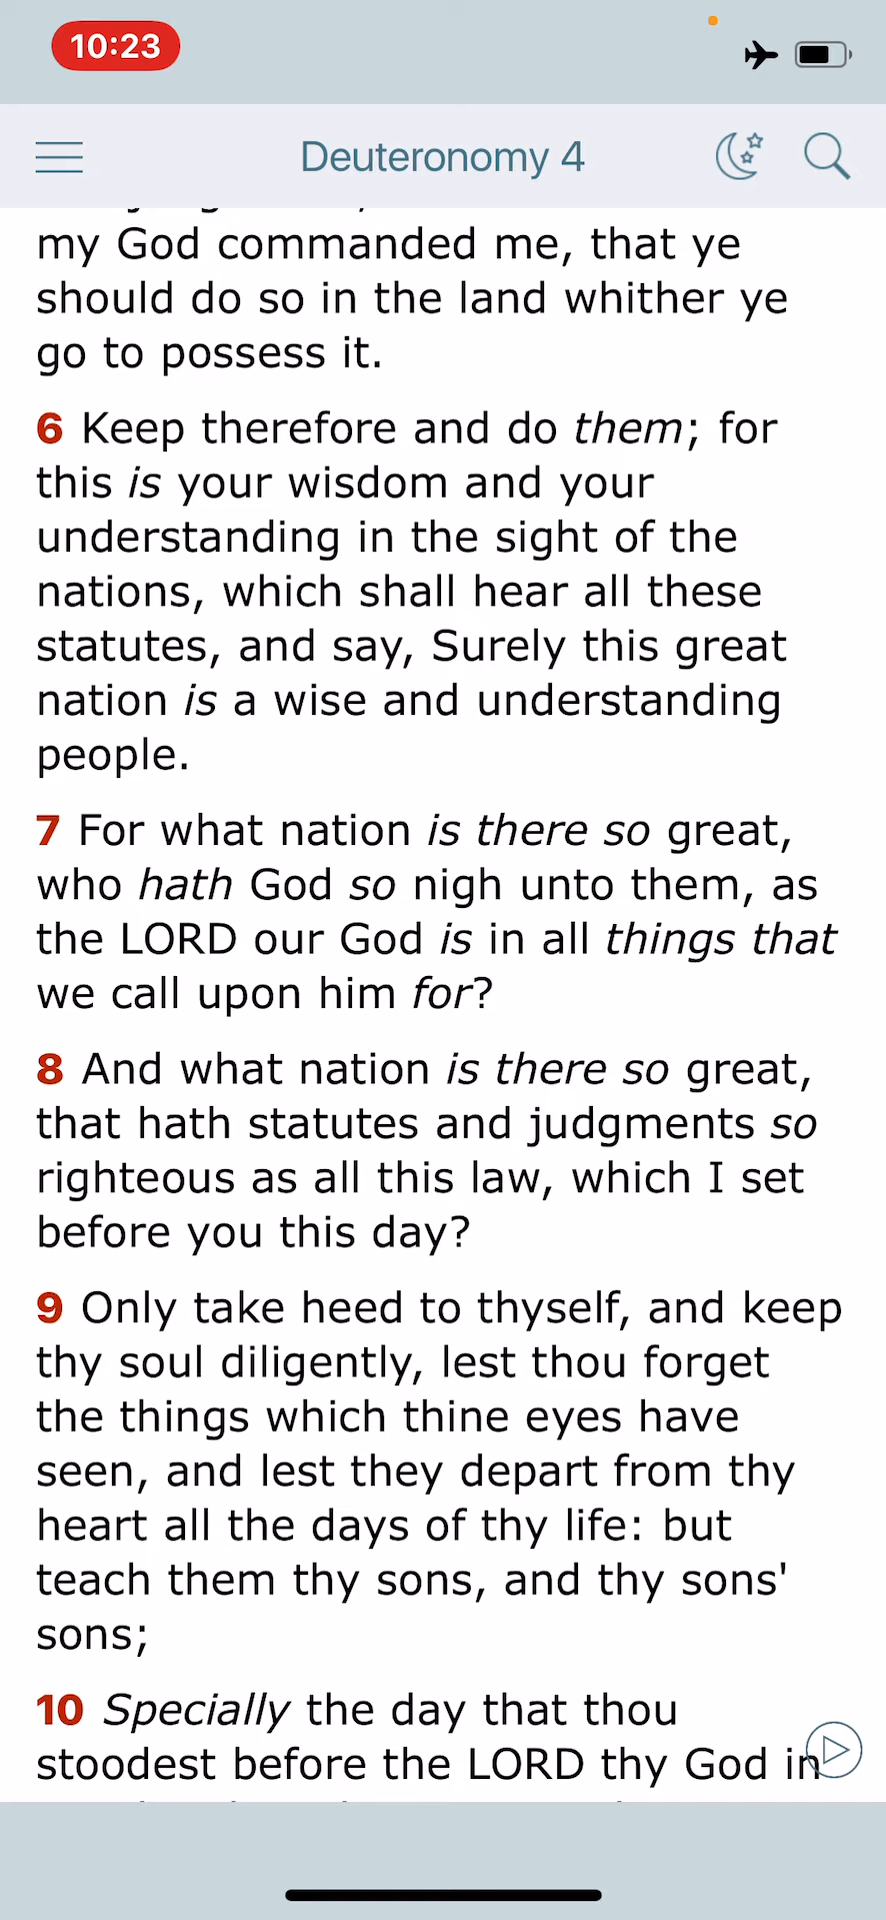 10:23
Deuteronomy 4
my God commanded me, that ye
should do so in the land whither ye
go to possess it.
6 Keep therefore and do them; for
this is your wisdom and your
understanding in the sight of the
nations, which shall hear all these
statutes, and say, Surely this great
nation is a wise and understanding
people.
7 For what nation is there so great,
who hath God so nigh unto them, as
the LORD our God is in all things that
we call upon him for?
8 And what nation is there so great,
that hath statutes and judgments so
righteous as all this law, which I set
before you this day?
9 Only take heed to thyself, and keep
thy soul diligently, lest thou forget
the things which thine eyes have
seen, and lest they depart from thy
heart all the days of thy life: but
teach them thy sons, and thy sons'
sons;
10 Specially the day that thou
stoodest before the LORD thy God in